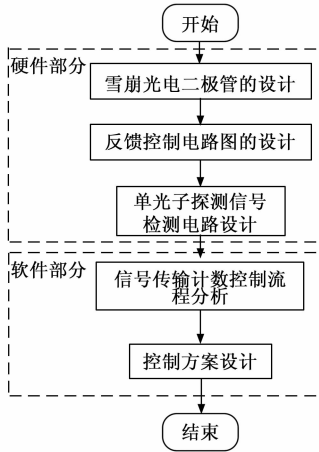 开始
硬件部分
雪崩光电二极管的设计
反馈控制电路图的设计
单光子探测信号
检测电路设计
软件部分
信号传输计数控制流
程分析
控制方案设计
结束